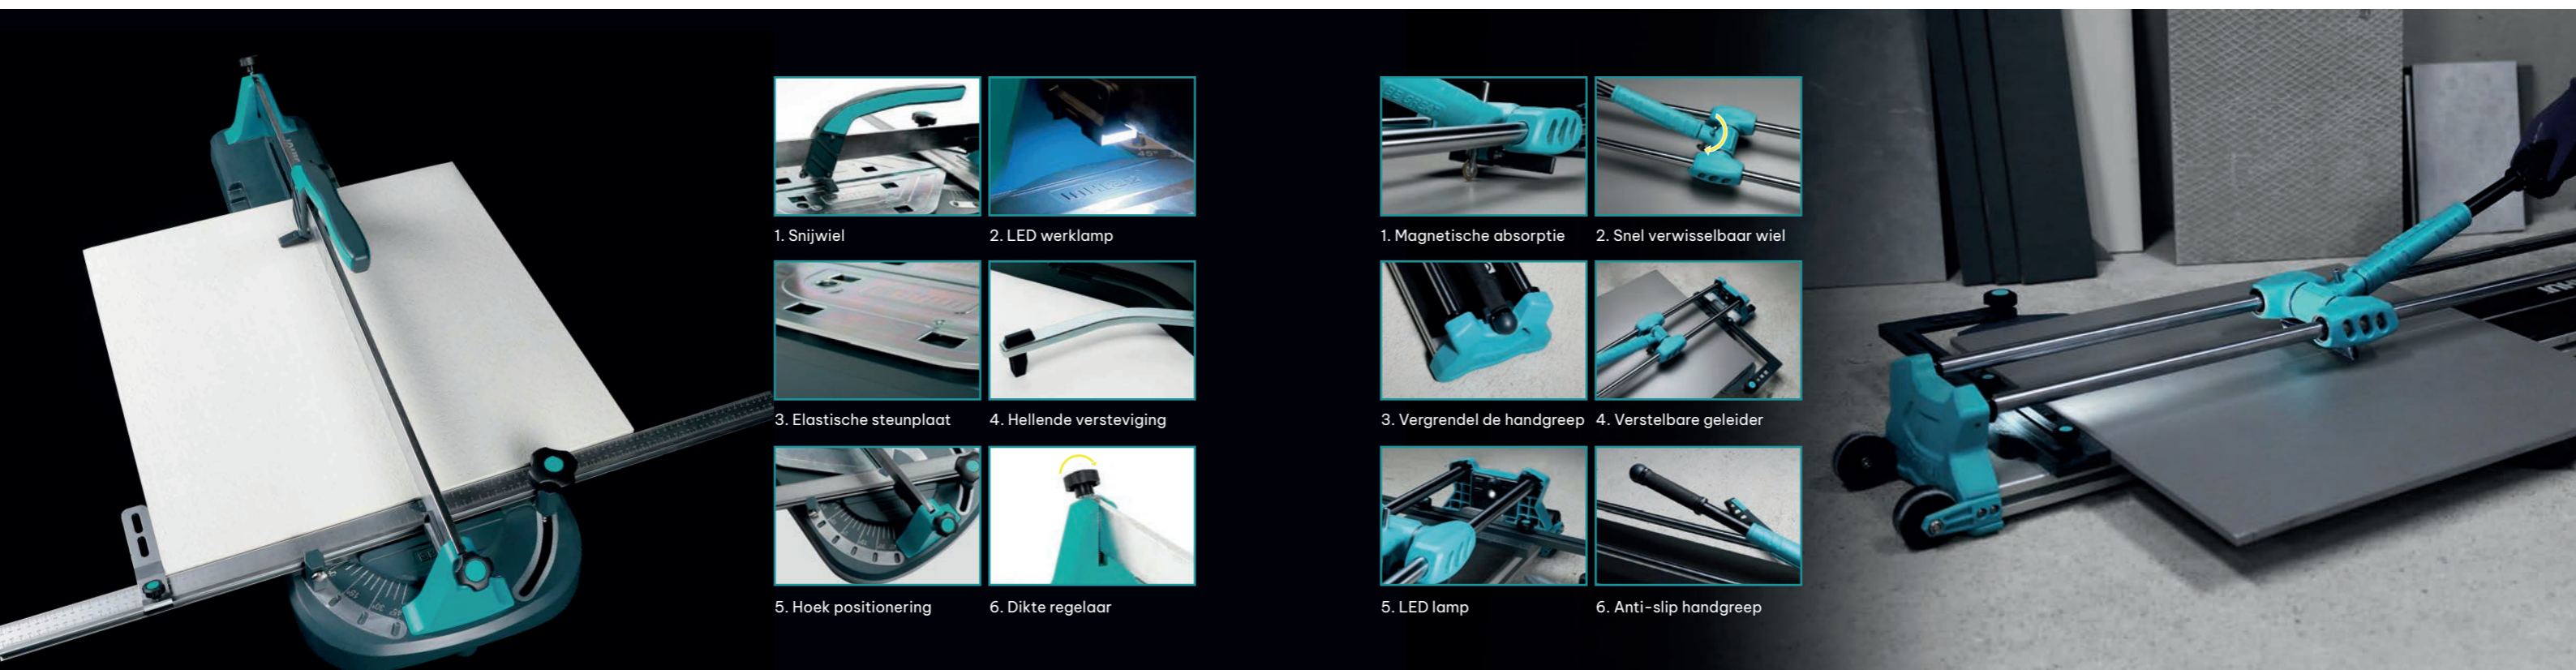 1. Snijwiel
2. LED werklamp
3. Elastische steunplaat
4. Hellende versteviging
5. Hoek positionering
6. Dikte regelaar
1. Magnetische absorptie
2. Snel verwisselbaar wiel
3. Vergrendel de handgreep
4. Verstelbare geleider
5. LED lamp
6. Anti-slip handgreep